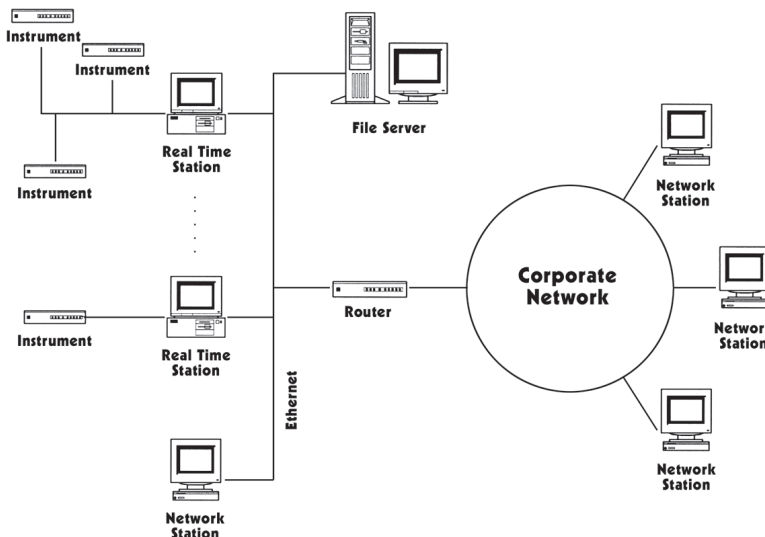 Instrument
Instrument
Real Time
Station
File Server
Instrument
Network
Station
Corporate
Network
Router
Network
Station
Instrument
Real Time
Station
Ethernet
Network
Station
Network
Station